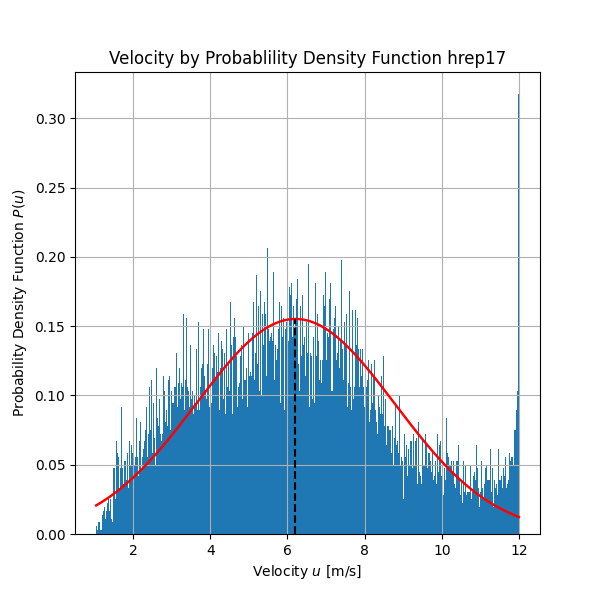 Velocity by Probablility Density Function hrep17
Probability Density Function P(u)
0.30
0.25
0.20
0.15
0.10
0.05
0.00
2 4 6 8 10 12
Velocity u [m/s]